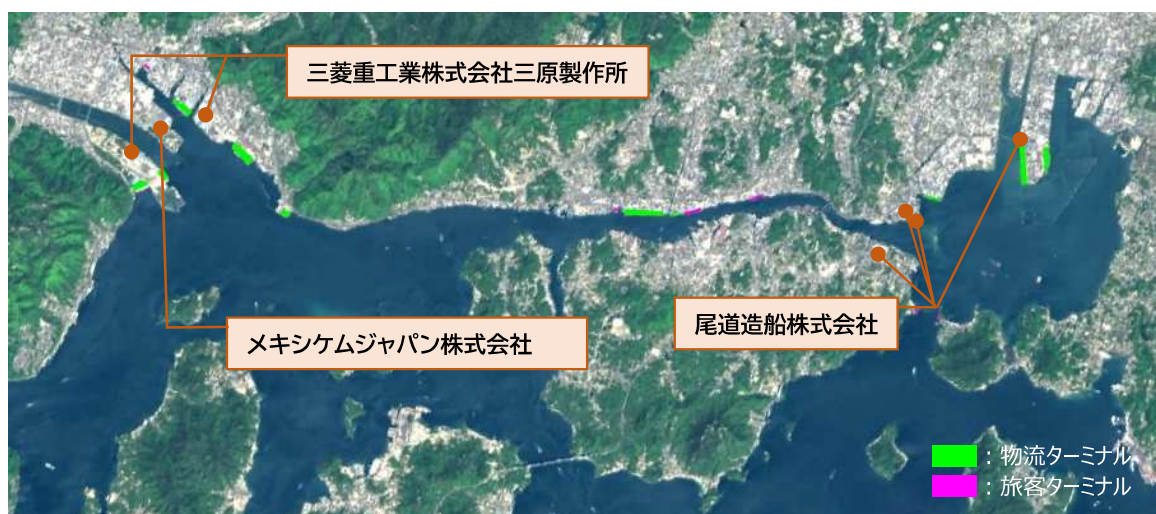 三菱重工業株式会社三原製作所
メキシケムジャパン株式会社
尾道造船株式会社
：物流ターミナル
：旅客ターミナル